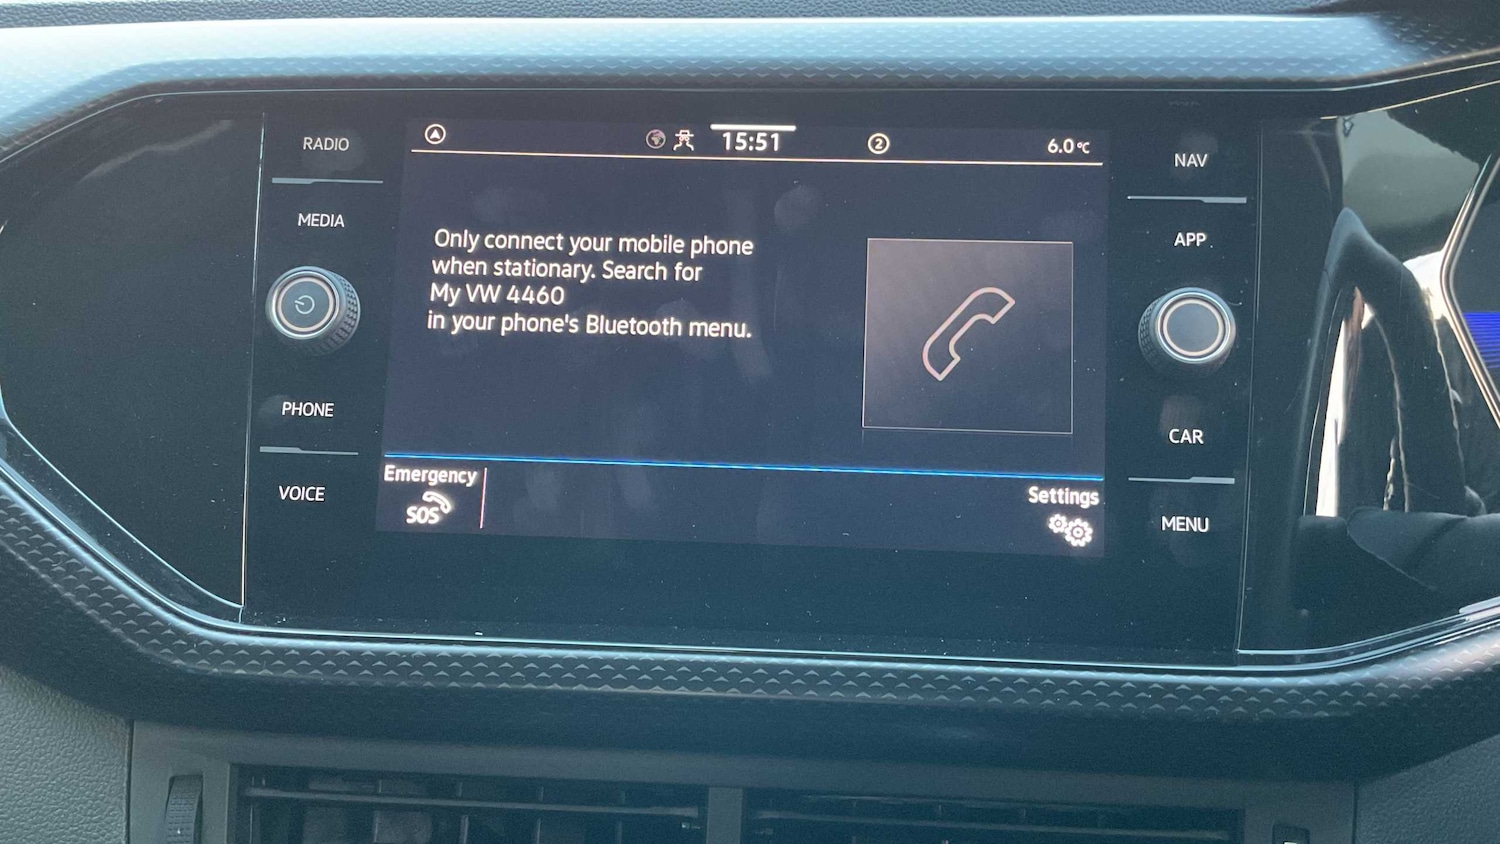 RADIO
MEDIA
PHONE
VOICE
15:51
2
6.0°C
Only connect your mobile phone
when stationary. Search for
My VW 4460
in your phone's Bluetooth menu.
Emergency
SOS
Settings
NAV
APP
CAR
MENU